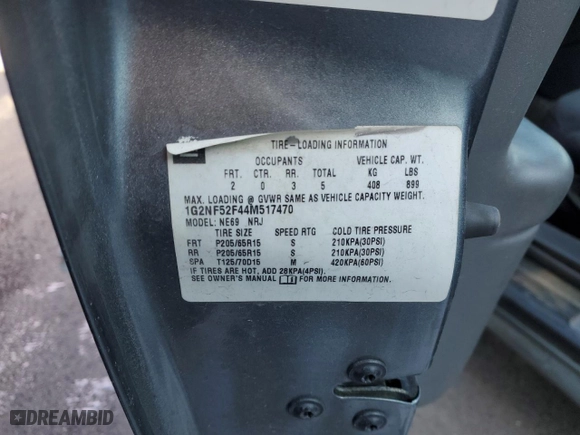 TIRE-LOADING INFORMATION
OCCUPANTS VEHICLE CAP. WT.
FRT. CTR. RR. TOTAL KG LBS
2 0 3 5 408 899
MAX. LOADING @ GVWR SAME AS VEHICLE CAPACITY WEIGHT.
1G2NF52F44M517470
MODEL: NE69 NRJ
TIRE SIZE SPEED RTG COLD TIRE PRESSURE
FRT P205/65R15 S 210KPA(30PSI)
RR P205/65R15 S 210KPA(30PSI)
SPA T125/70D15 M 420KPA(60PSI)
IF TIRES ARE HOT, ADD 28KPA(4PSI).
SEE OWNER'S MANUAL FOR MORE INFORMATION.
DREAMBID